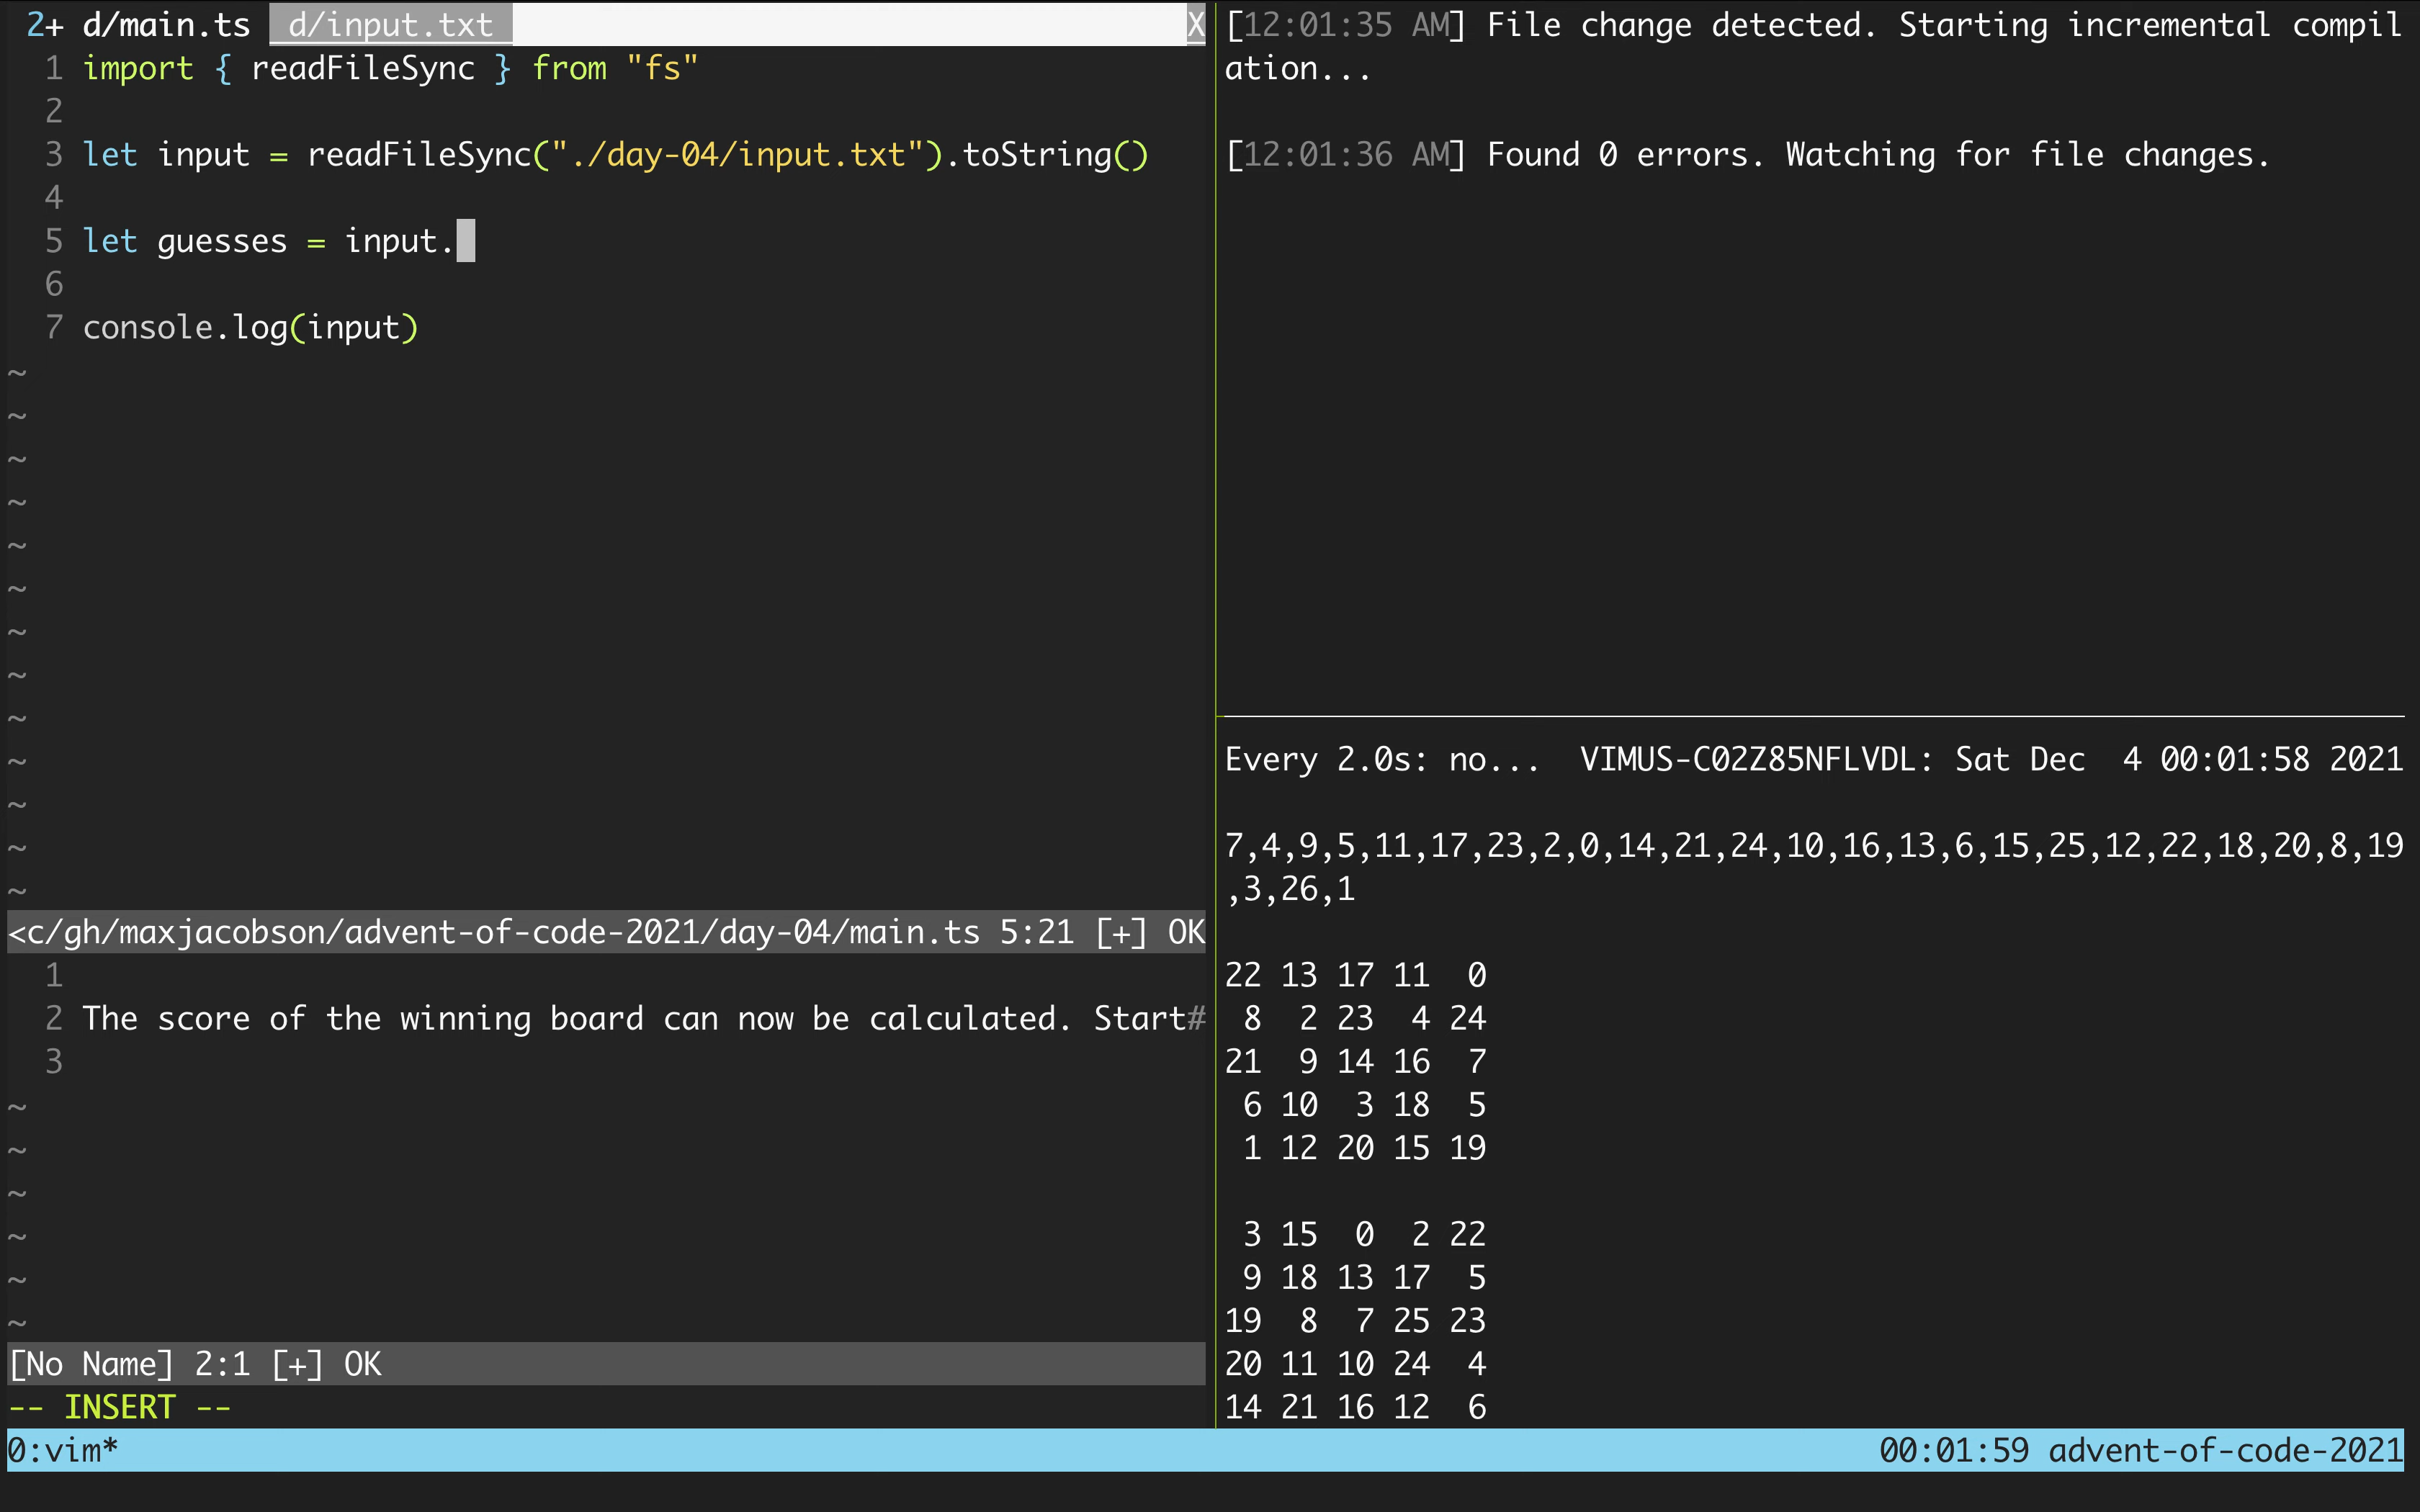 2+ d/main.ts  d/input.txt X
1 import { readFileSync } from "fs"
2
3 let input = readFileSync("./day-04/input.txt").toString()
4
5 let guesses = input.
6
7 console.log(input)
~
~
~
~
~
~
~
~
~
~
~
~
~
<c/gh/maxjacobson/advent-of-code-2021/day-04/main.ts 5:21 [+] OK
1
2 The score of the winning board can now be calculated. Start#
3
~
~
~
~
~
~
[No Name] 2:1 [+] OK
-- INSERT --
[12:01:35 AM] File change detected. Starting incremental compil
ation...
[12:01:36 AM] Found 0 errors. Watching for file changes.
Every 2.0s: no...  VIMUS-C02Z85NFLVDL: Sat Dec  4 00:01:58 2021
7,4,9,5,11,17,23,2,0,14,21,24,10,16,13,6,15,25,12,22,18,20,8,19
,3,26,1
22 13 17 11  0
 8  2 23  4 24
21  9 14 16  7
 6 10  3 18  5
 1 12 20 15 19
 3 15  0  2 22
 9 18 13 17  5
19  8  7 25 23
20 11 10 24  4
14 21 16 12  6
0:vim* 00:01:59 advent-of-code-2021